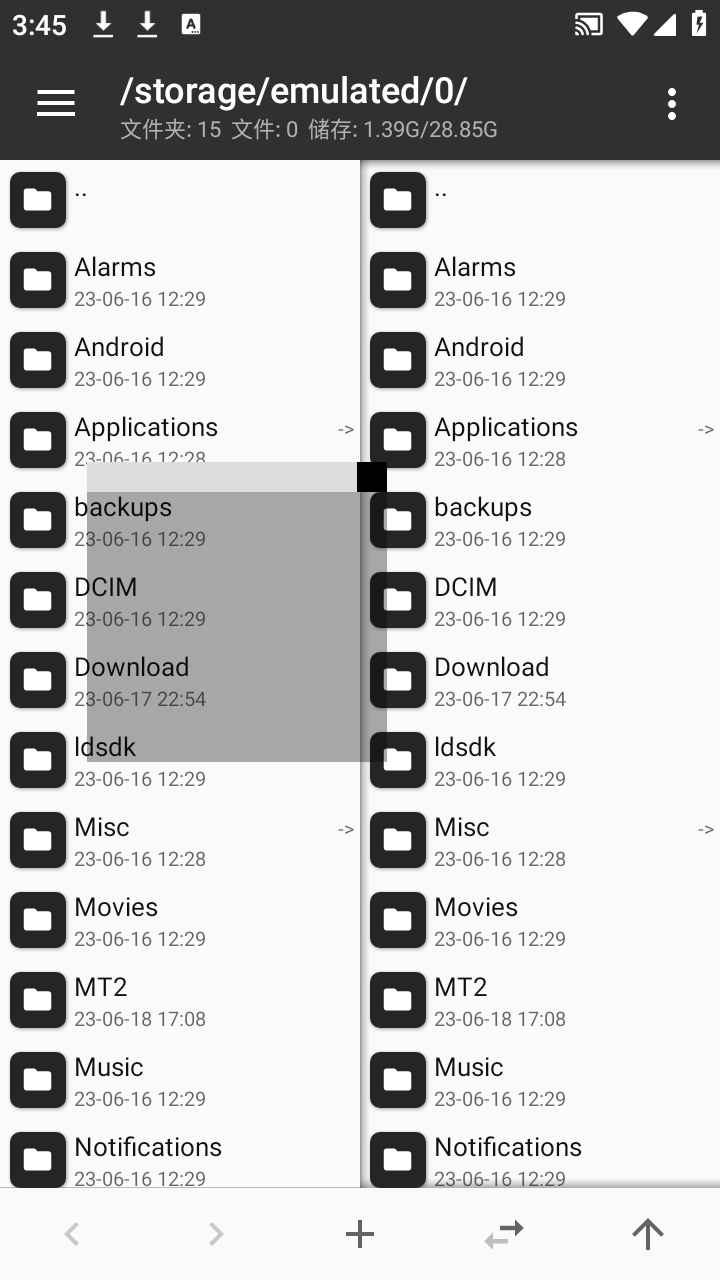 3:45
/storage/emulated/0/
文件夹: 15 文件: 0 储存: 1.39G/28.85G
..
Alarms
23-06-16 12:29
Android
23-06-16 12:29
Applications ->
23-06-16 12:28
backups
23-06-16 12:29
DCIM
23-06-16 12:29
Download
23-06-17 22:54
ldsdk
23-06-16 12:29
Misc ->
23-06-16 12:28
Movies
23-06-16 12:29
MT2
23-06-18 17:08
Music
23-06-16 12:29
Notifications
23-06-16 12:29
..
Alarms
23-06-16 12:29
Android
23-06-16 12:29
Applications ->
23-06-16 12:28
backups
23-06-16 12:29
DCIM
23-06-16 12:29
Download
23-06-17 22:54
ldsdk
23-06-16 12:29
Misc ->
23-06-16 12:28
Movies
23-06-16 12:29
MT2
23-06-18 17:08
Music
23-06-16 12:29
Notifications
23-06-16 12:29